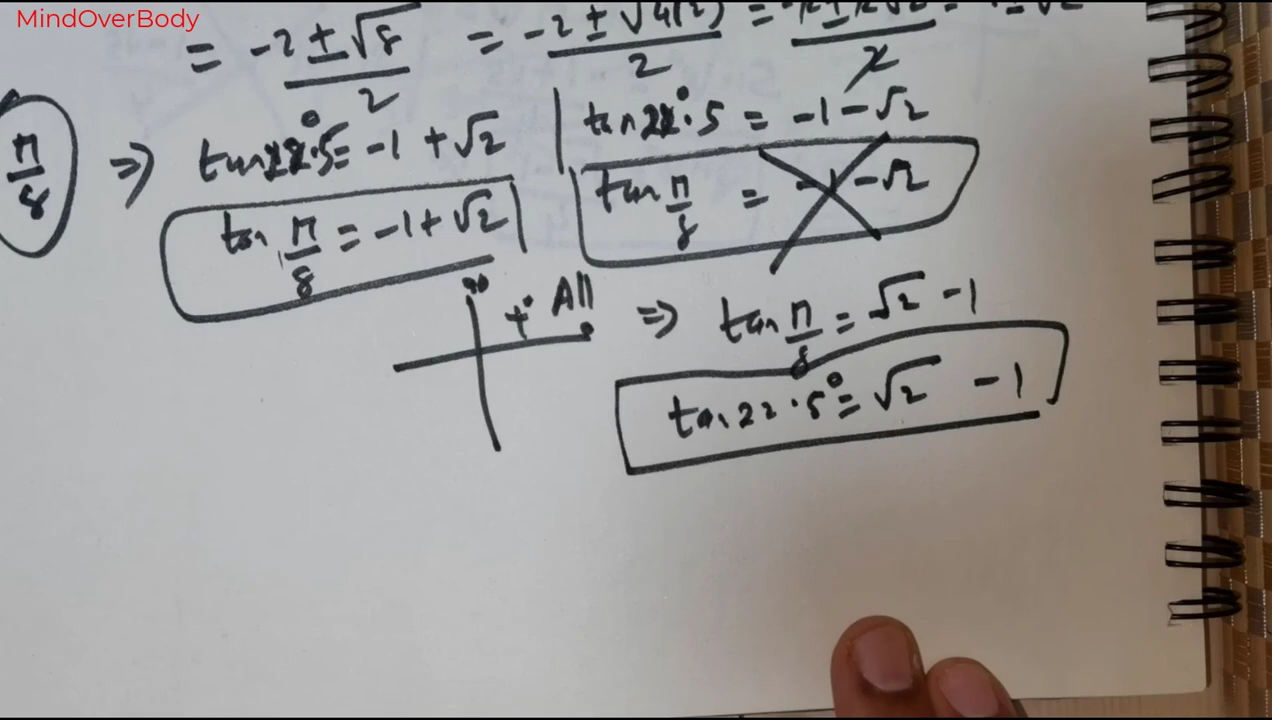 MindOverBody
= -2 ± √8 / 2 = -2 ± √4(2) / 2 =
π/8 ⇒ tan 22°.5 = -1 + √2 | tan 22°.5 = -1 - √2
tan π/8 = -1 + √2 tan π/8 = -1 - √2
+ All ⇒ tan π/8 = √2 - 1
tan 22.5° = √2 - 1